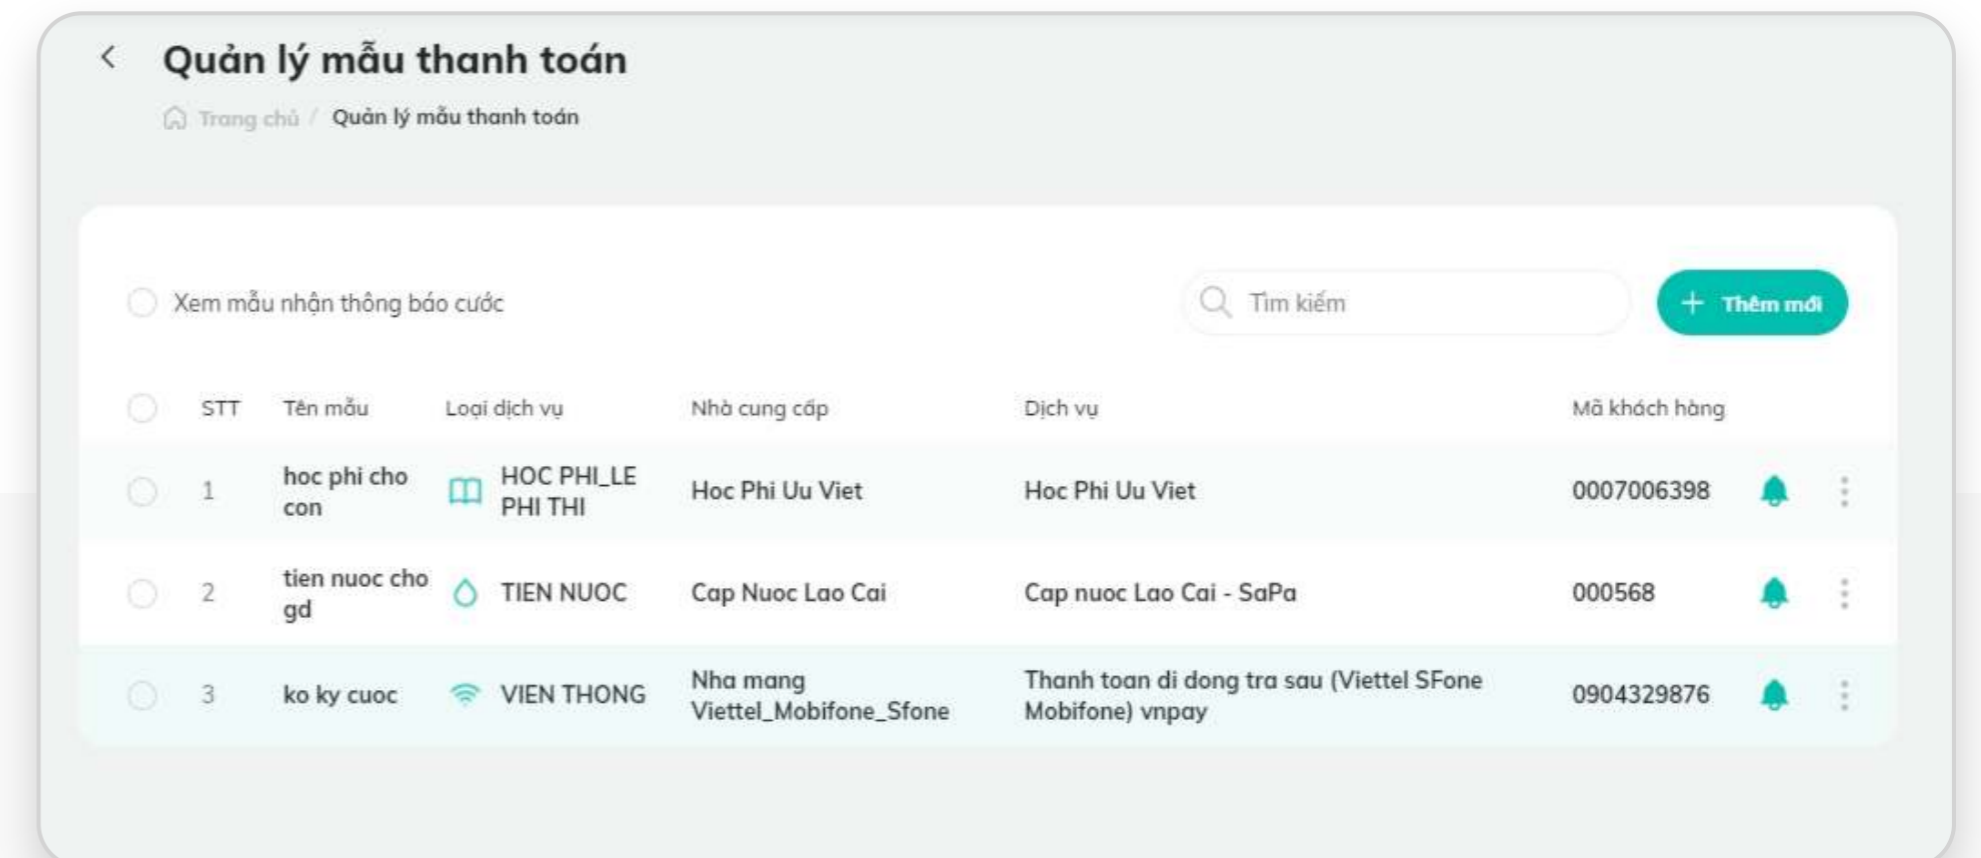 Quản lý mẫu thanh toán
Trang chủ / Quản lý mẫu thanh toán
Xem mẫu nhận thông báo cước
Tìm kiếm
+ Thêm mới
STT Tên mẫu Loại dịch vụ Nhà cung cấp Dịch vụ Mã khách hàng
1 hoc phi cho con HOC PHI_LE PHI THI Hoc Phi Uu Viet Hoc Phi Uu Viet 0007006398
2 tien nuoc cho gd TIEN NUOC Cap Nuoc Lao Cai Cap nuoc Lao Cai - SaPa 000568
3 ko ky cuoc VIEN THONG Nha mang Viettel_Mobifone_Sfone Thanh toan di dong tra sau (Viettel SFone Mobifone) vnpay 0904329876